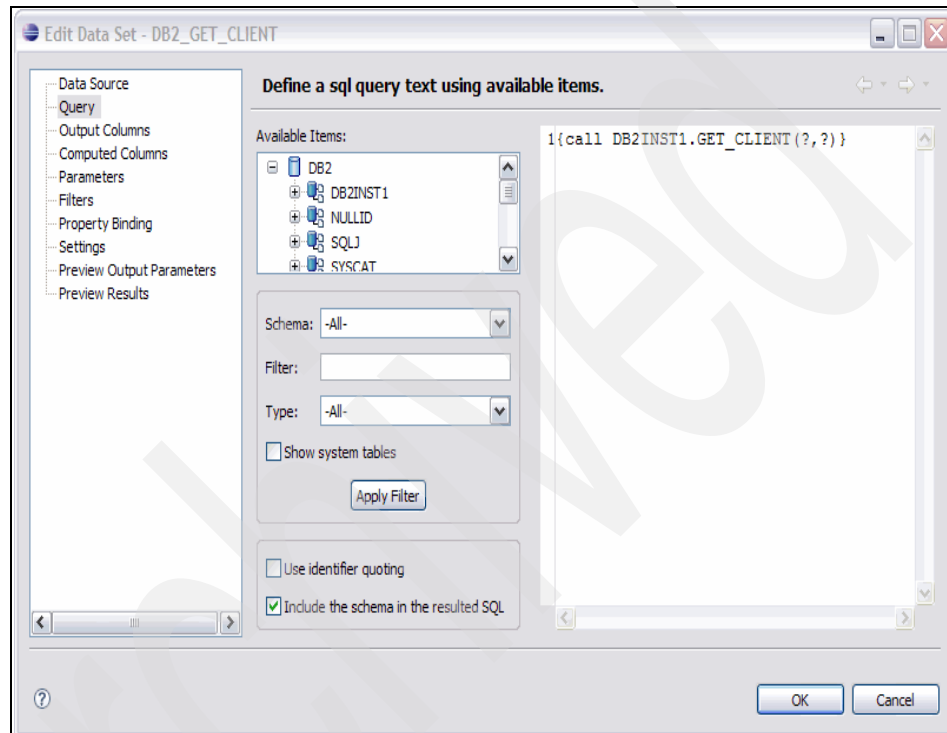 Edit Data Set - DB2_GET_CLIENT
Data Source
Query
Output Columns
Computed Columns
Parameters
Filters
Property Binding
Settings
Preview Output Parameters
Preview Results
Define a sql query text using available items.
Available Items:
DB2
DB2INST1
NULLID
SQLJ
SYSCAT
Schema: -All-
Filter:
Type: -All-
Show system tables
Apply Filter
Use identifier quoting
Include the schema in the resulted SQL
1{call DB2INST1.GET_CLIENT(?,?)}
OK
Cancel